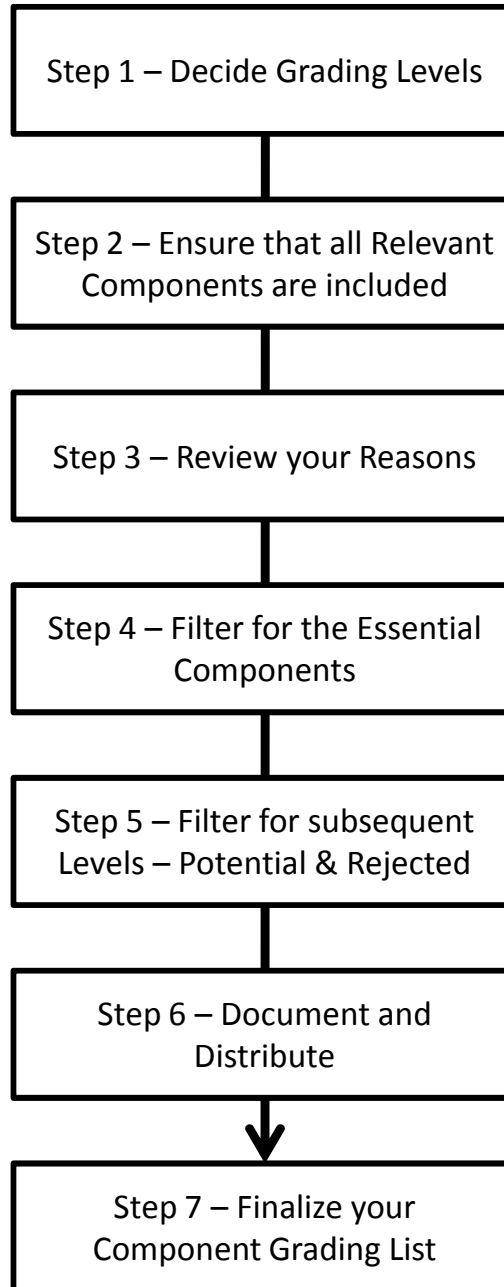 Step 1 – Decide Grading Levels
Step 2 – Ensure that all Relevant
Components are included
Step 3 – Review your Reasons
Step 4 – Filter for the Essential
Components
Step 5 – Filter for subsequent
Levels – Potential & Rejected
Step 6 – Document and
Distribute
Step 7 – Finalize your
Component Grading List